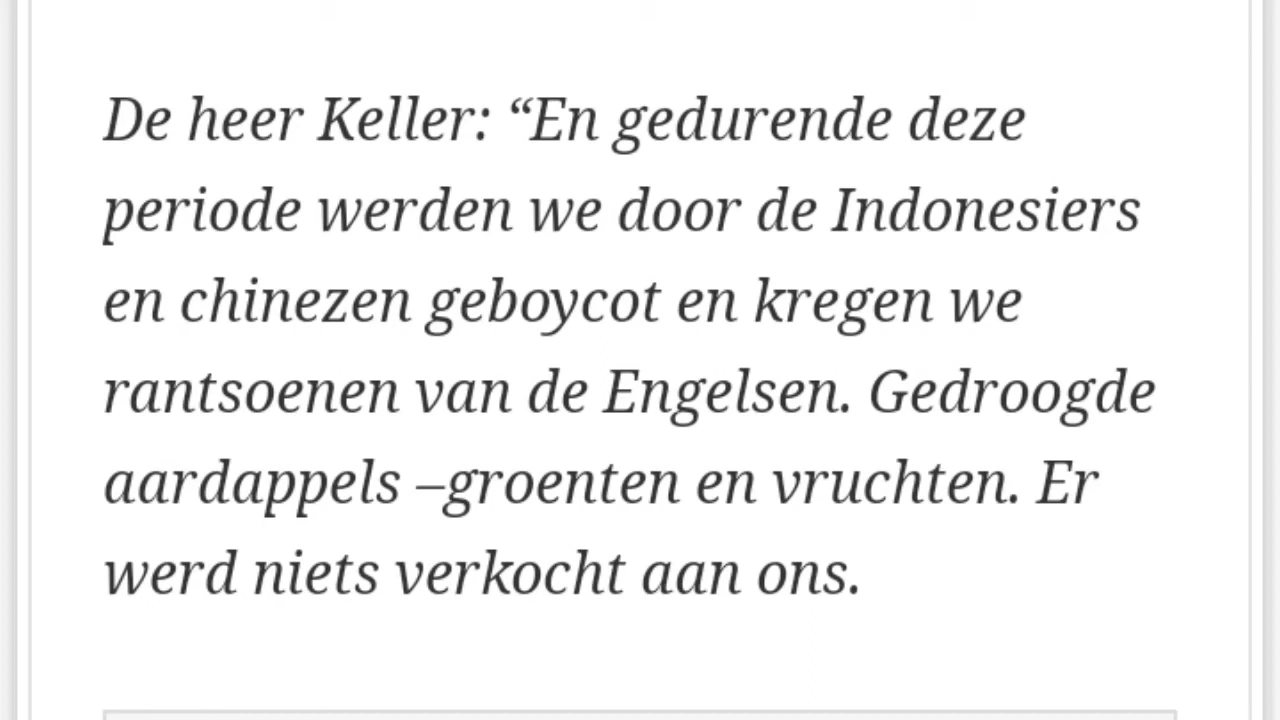 De heer Keller: “En gedurende deze
periode werden we door de Indonesiers
en chinezen geboycot en kregen we
rantsoenen van de Engelsen. Gedroogde
aardappels –groenten en vruchten. Er
werd niets verkocht aan ons.